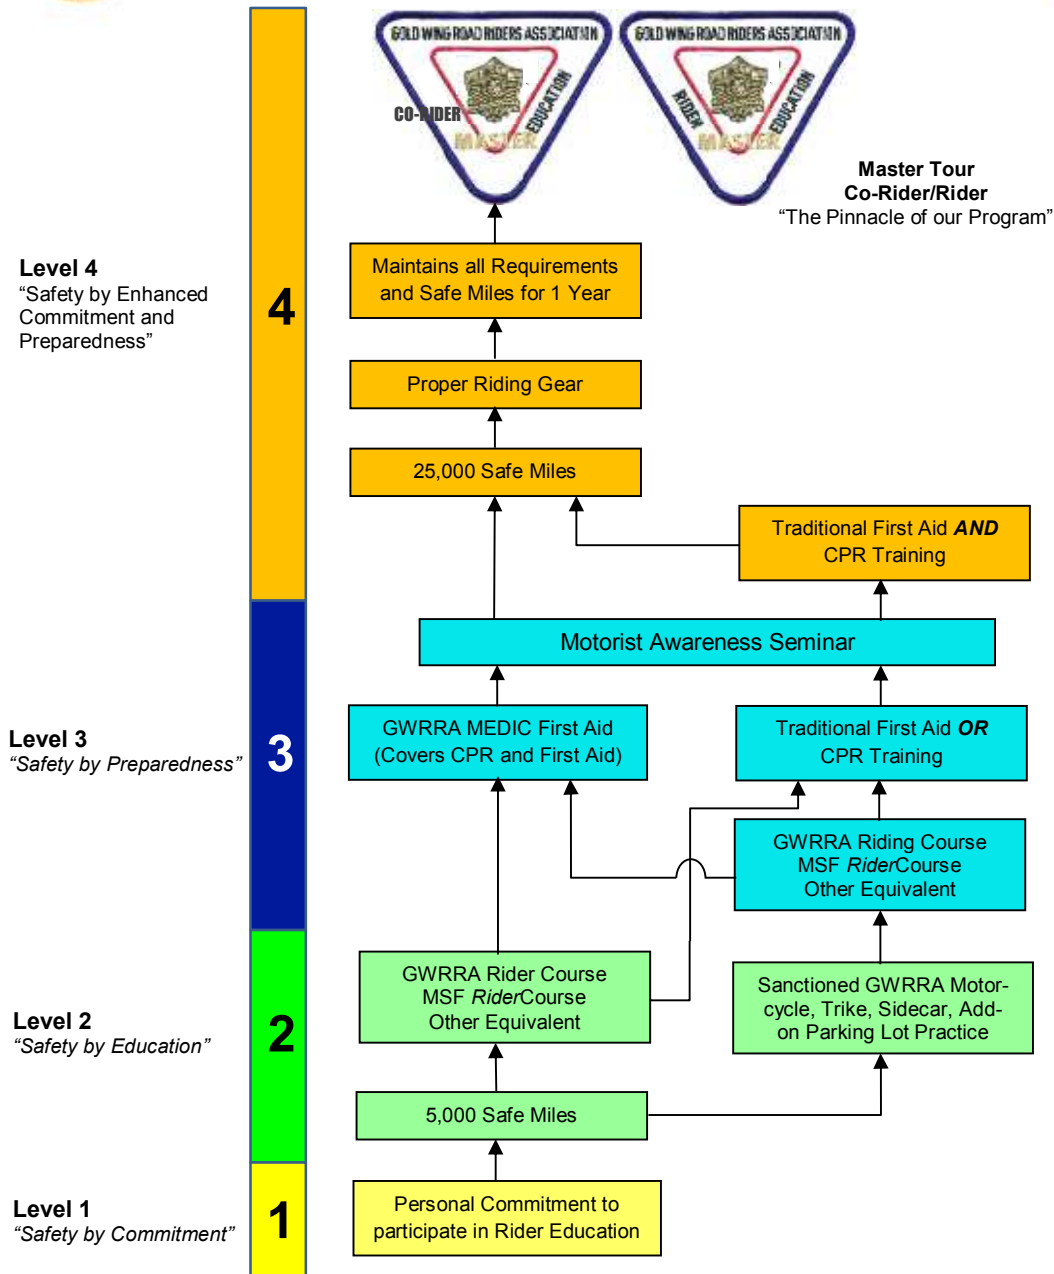 GOLD WING ROAD RIDERS ASSOCIATION
CO-RIDER
EDUCATION
MASTER
GOLD WING ROAD RIDERS ASSOCIATION
RIDER
EDUCATION
MASTER
Master Tour
Co-Rider/Rider
“The Pinnacle of our Program”
Level 4
“Safety by Enhanced
Commitment and
Preparedness”
4
Maintains all Requirements
and Safe Miles for 1 Year
Proper Riding Gear
25,000 Safe Miles
Traditional First Aid AND
CPR Training
Motorist Awareness Seminar
Level 3
“Safety by Preparedness”
3
GWRRA MEDIC First Aid
(Covers CPR and First Aid)
Traditional First Aid OR
CPR Training
GWRRA Riding Course
MSF RiderCourse
Other Equivalent
Level 2
“Safety by Education”
2
GWRRA Rider Course
MSF RiderCourse
Other Equivalent
Sanctioned GWRRA Motor-
cycle, Trike, Sidecar, Add-
on Parking Lot Practice
5,000 Safe Miles
Level 1
“Safety by Commitment”
1
Personal Commitment to
participate in Rider Education